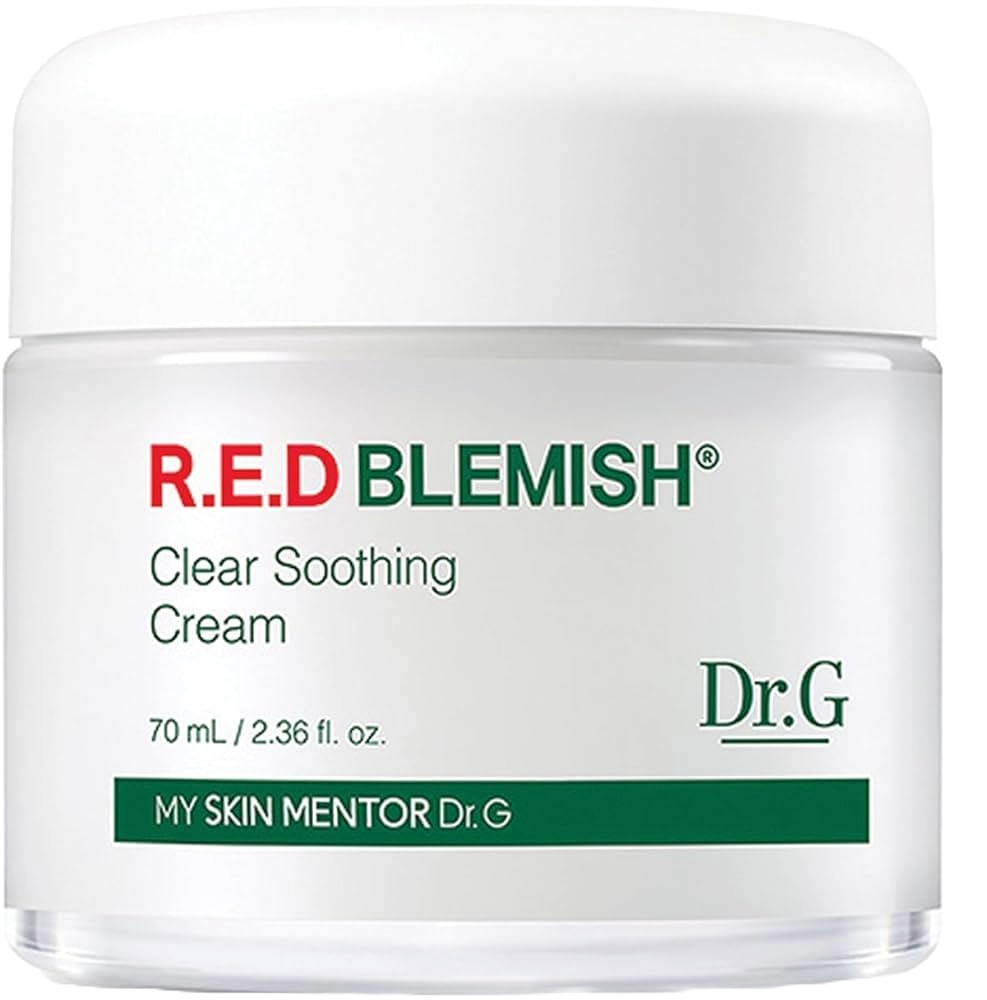 R.E.D BLEMISH®
Clear Soothing
Cream
70 mL / 2.36 fl. oz.
Dr.G
MY SKIN MENTOR Dr.G